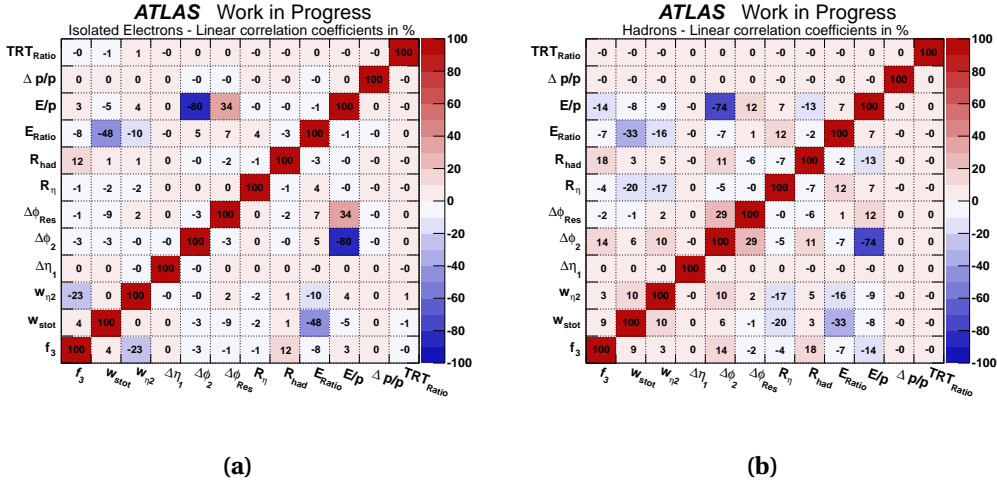 ATLAS Work in Progress
Isolated Electrons - Linear correlation coefficients in %
TRT_Ratio -0 -1 1 -0 0 0 0 0 -0 -0 -0 100
Δ p/p 0 0 -0 0 -0 -0 0 0 -0 -0 100 -0
E/p 3 -5 4 0 -80 34 -0 -0 -1 100 -0 -0
E_Ratio -8 -48 -10 -0 5 7 4 -3 100 -1 -0 -0
R_had 12 1 1 0 -0 -2 -1 100 -3 -0 0 0
R_η -1 -2 -2 0 0 0 100 -1 4 -0 0 0
Δφ_Res -1 -9 2 0 -3 100 0 -2 7 34 -0 0
Δφ_2 -3 -3 -0 -0 100 -3 0 -0 5 -80 -0 0
Δη_1 0 0 -0 100 -0 0 0 0 -0 0 0 -0
w_η2 -23 0 100 -0 -0 2 -2 1 -10 4 -0 1
w_stot 4 100 0 0 -3 -9 -2 1 -48 -5 0 -1
f_3 100 4 -23 0 -3 -1 -1 12 -8 3 0 -0
f_3 w_stot w_η2 Δη_1 Δφ_2 Δφ_Res R_η R_had E_Ratio E/p Δ p/p TRT_Ratio
100
80
60
40
20
0
-20
-40
-60
-80
-100
(a)
ATLAS Work in Progress
Hadrons - Linear correlation coefficients in %
TRT_Ratio -0 -0 -0 -0 0 0 -0 0 -0 -0 -0 100
Δ p/p 0 0 0 0 0 0 0 0 -0 -0 100 -0
E/p -14 -8 -9 -0 -74 12 7 -13 7 100 -0 -0
E_Ratio -7 -33 -16 -0 -7 1 12 -2 100 7 -0 -0
R_had 18 3 5 0 11 -6 -7 100 -2 -13 0 0
R_η -4 -20 -17 0 -5 -0 100 -7 12 7 0 -0
Δφ_Res -2 -1 2 0 29 100 -0 -6 1 12 0 0
Δφ_2 14 6 10 0 100 29 -5 11 -7 -74 0 0
Δη_1 0 0 0 100 0 0 0 0 -0 -0 0 -0
w_η2 3 10 100 0 10 2 -17 5 -16 -9 0 -0
w_stot 9 100 10 0 6 -1 -20 3 -33 -8 0 -0
f_3 100 9 3 0 14 -2 -4 18 -7 -14 0 -0
f_3 w_stot w_η2 Δη_1 Δφ_2 Δφ_Res R_η R_had E_Ratio E/p Δ p/p TRT_Ratio
100
80
60
40
20
0
-20
-40
-60
-80
-100
(b)